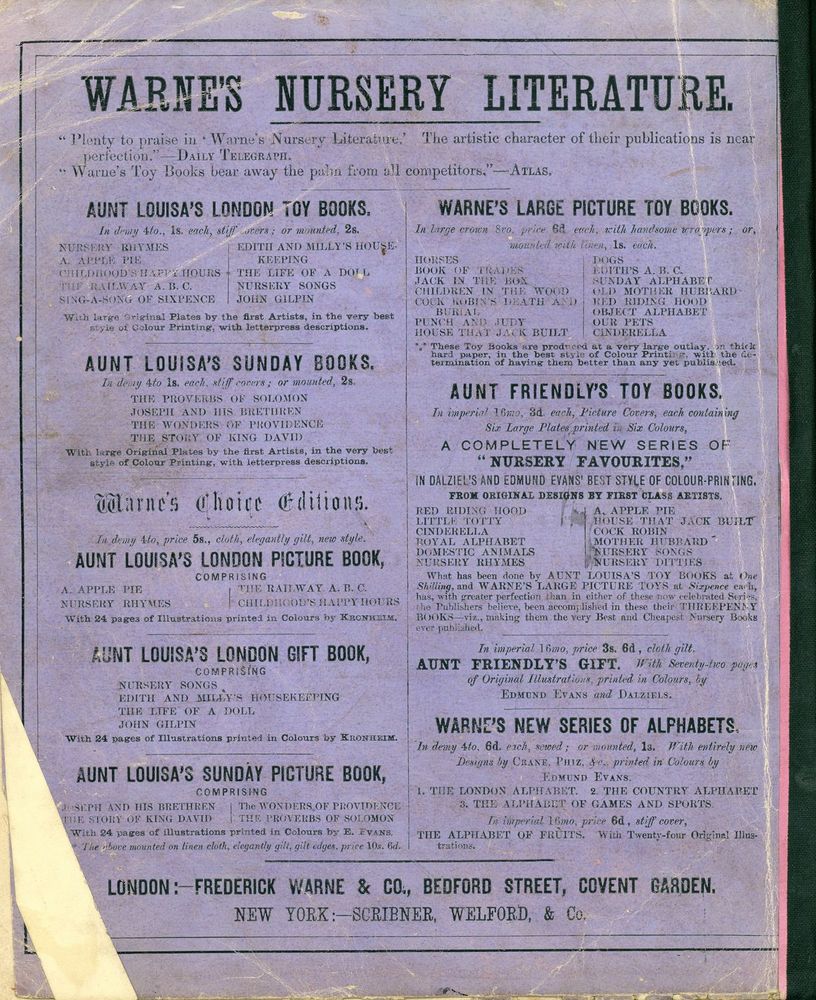 WARNE'S NURSERY LITERATURE.
" Plenty to praise in ' Warne's Nursery Literature.' The artistic character of their publications is near
perfection."—DAILY TELEGRAPH.
" Warne's Toy Books bear away the palm from all competitors."—ATLAS.
AUNT LOUISA'S LONDON TOY BOOKS.
In demy 4to., 1s. each, stiff covers ; or mounted, 2s.
NURSERY RHYMES
A. APPLE PIE
CHILDHOOD'S HAPPY HOURS
THE RAILWAY A. B. C.
SING-A-SONG OF SIXPENCE
EDITH AND MILLY'S HOUSE-
KEEPING
THE LIFE OF A DOLL
NURSERY SONGS
JOHN GILPIN
With large Original Plates by the first Artists, in the very best
style of Colour Printing, with letterpress descriptions.
AUNT LOUISA'S SUNDAY BOOKS.
In demy 4to 1s. each, stiff covers ; or mounted, 2s.
THE PROVERBS OF SOLOMON
JOSEPH AND HIS BRETHREN
THE WONDERS OF PROVIDENCE
THE STORY OF KING DAVID
With large Original Plates by the first Artists, in the very best
style of Colour Printing, with letterpress descriptions.
Warne's Choice Editions.
In demy 4to, price 5s., cloth, elegantly gilt, new style.
AUNT LOUISA'S LONDON PICTURE BOOK,
COMPRISING
A. APPLE PIE
NURSERY RHYMES
THE RAILWAY A. B. C.
CHILDHOOD'S HAPPY HOURS
With 24 pages of Illustrations printed in Colours by KRONHEIM.
AUNT LOUISA'S LONDON GIFT BOOK,
COMPRISING
NURSERY SONGS
EDITH AND MILLY'S HOUSEKEEPING
THE LIFE OF A DOLL
JOHN GILPIN
With 24 pages of Illustrations printed in Colours by KRONHEIM.
AUNT LOUISA'S SUNDAY PICTURE BOOK,
COMPRISING
JOSEPH AND HIS BRETHREN
THE STORY OF KING DAVID
The WONDERS OF PROVIDENCE
THE PROVERBS OF SOLOMON
With 24 pages of illustrations printed in Colours by E. EVANS.
* The above mounted on linen cloth, elegantly gilt, gilt edges, price 10s. 6d.
WARNE'S LARGE PICTURE TOY BOOKS.
In large crown 8vo, price 6d each, with handsome wrappers ; or,
mounted with linen, 1s. each.
HORSES
BOOK OF TRADES
JACK IN THE BOX
CHILDREN IN THE WOOD
COCK ROBIN'S DEATH AND
BURIAL
PUNCH AND JUDY
HOUSE THAT JACK BUILT
DOGS
EDITH'S A. B. C.
SUNDAY ALPHABET
OLD MOTHER HUBBARD
RED RIDING HOOD
OBJECT ALPHABET
OUR PETS
CINDERELLA
*.* These Toy Books are produced at a very large outlay, on thick
hard paper, in the best style of Colour Printing, with the de-
termination of having them better than any yet published.
AUNT FRIENDLY'S TOY BOOKS.
In imperial 16mo, 3d. each, Picture Covers, each containing
Six Large Plates printed in Six Colours,
A COMPLETELY NEW SERIES OF
" NURSERY FAVOURITES,"
IN DALZIEL'S AND EDMUND EVANS' BEST STYLE OF COLOUR-PRINTING,
FROM ORIGINAL DESIGNS BY FIRST CLASS ARTISTS.
RED RIDING HOOD
LITTLE TOTTY
CINDERELLA
ROYAL ALPHABET
DOMESTIC ANIMALS
NURSERY RHYMES
A. APPLE PIE
HOUSE THAT JACK BUILT
COCK ROBIN
MOTHER HUBBARD
NURSERY SONGS
NURSERY DITTIES
What has been done by AUNT LOUISA'S TOY BOOKS at One
Shilling, and WARNE'S LARGE PICTURE TOYS at Sixpence each,
has, with greater perfection than in either of these now celebrated Series,
the Publishers believe, been accomplished in these their THREEPENNY
BOOKS—viz., making them the very Best and Cheapest Nursery Books
ever published.
In imperial 16mo, price 3s. 6d, cloth gilt.
AUNT FRIENDLY'S GIFT. With Seventy-two pages
of Original Illustrations, printed in Colours, by
EDMUND EVANS and DALZIELS.
WARNE'S NEW SERIES OF ALPHABETS.
In demy 4to, 6d. each, sewed ; or mounted, 1s. With entirely new
Designs by CRANE, PHIZ, &c., printed in Colours by
EDMUND EVANS.
1. THE LONDON ALPHABET. 2. THE COUNTRY ALPHABET
3. THE ALPHABET OF GAMES AND SPORTS.
In imperial 16mo, price 6d, stiff cover,
THE ALPHABET OF FRUITS. With Twenty-four Original Illus-
trations.
LONDON:—FREDERICK WARNE & CO., BEDFORD STREET, COVENT GARDEN.
NEW YORK:—SCRIBNER, WELFORD, & Co.